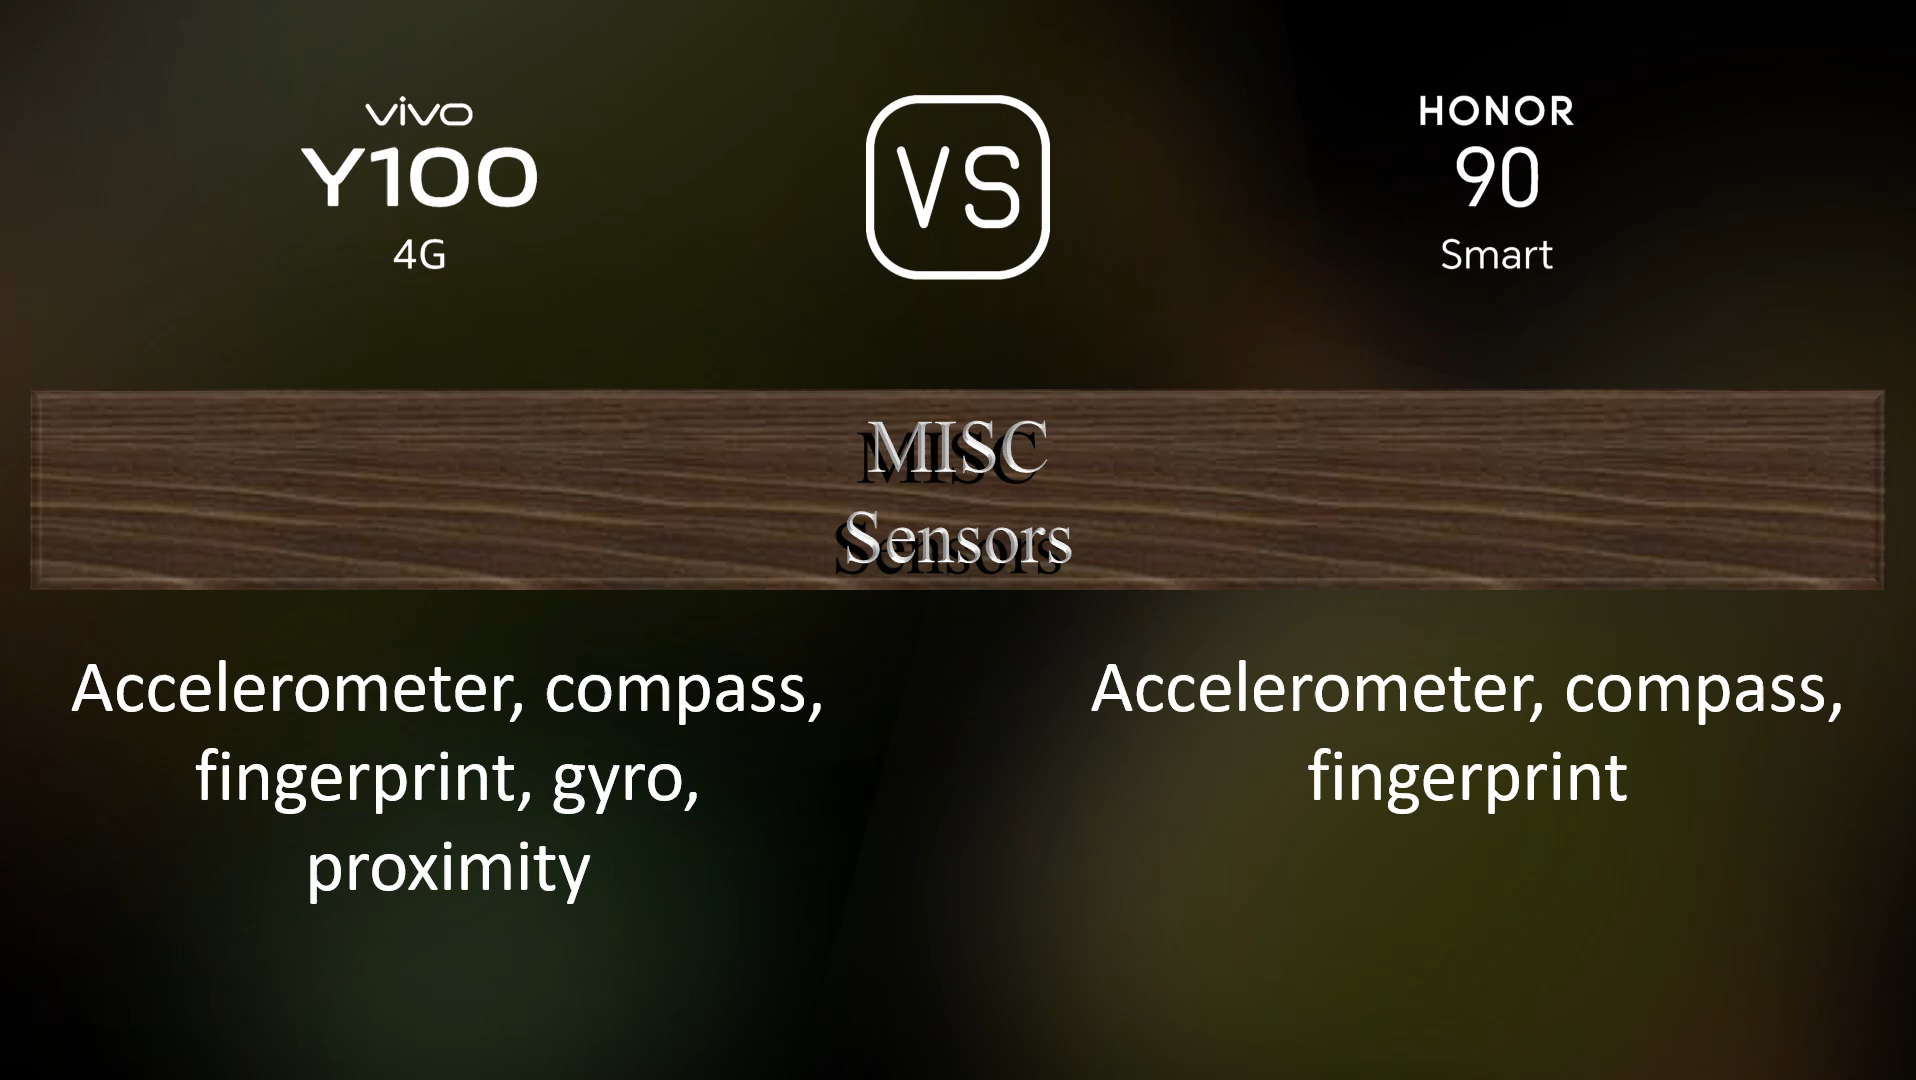 vivo
Y100
4G
VS
HONOR
90
Smart
MISC
Sensors
Accelerometer, compass,
fingerprint, gyro,
proximity
Accelerometer, compass,
fingerprint